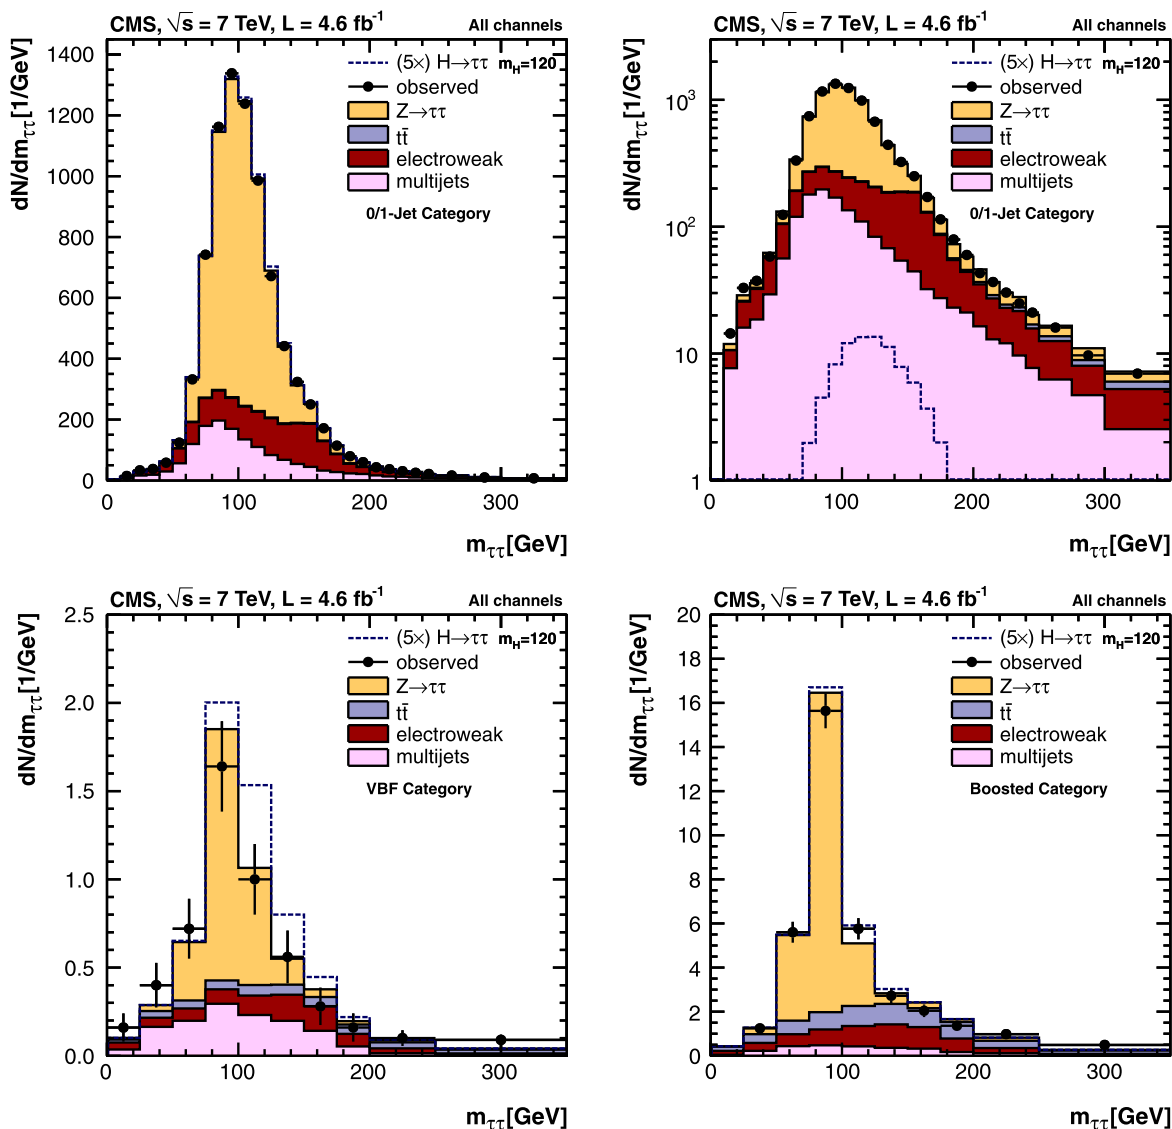 CMS, √s = 7 TeV, L = 4.6 fb⁻¹ All channels
dN/dm_ττ [1/GeV]
1400
1200
1000
800
600
400
200
0
(5×) H→ττ m_H=120
observed
Z→ττ
tt̄
electroweak
multijets
0/1-Jet Category
0 100 200 300
m_ττ [GeV]
CMS, √s = 7 TeV, L = 4.6 fb⁻¹ All channels
dN/dm_ττ [1/GeV]
10³
10²
10
1
(5×) H→ττ m_H=120
observed
Z→ττ
tt̄
electroweak
multijets
0/1-Jet Category
0 100 200 300
m_ττ [GeV]
CMS, √s = 7 TeV, L = 4.6 fb⁻¹ All channels
dN/dm_ττ [1/GeV]
2.5
2.0
1.5
1.0
0.5
0.0
(5×) H→ττ m_H=120
observed
Z→ττ
tt̄
electroweak
multijets
VBF Category
0 100 200 300
m_ττ [GeV]
CMS, √s = 7 TeV, L = 4.6 fb⁻¹ All channels
dN/dm_ττ [1/GeV]
20
18
16
14
12
10
8
6
4
2
0
(5×) H→ττ m_H=120
observed
Z→ττ
tt̄
electroweak
multijets
Boosted Category
0 100 200 300
m_ττ [GeV]